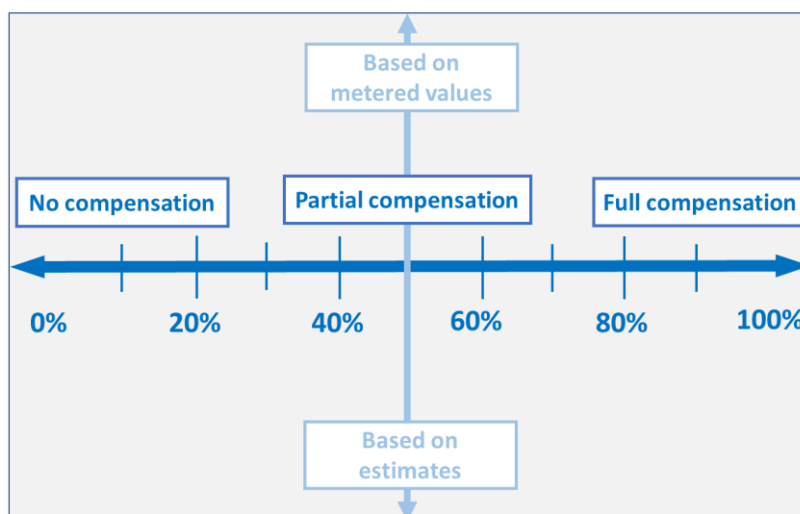 Based on
metered values
No compensation
Partial compensation
Full compensation
0%
20%
40%
60%
80%
100%
Based on
estimates